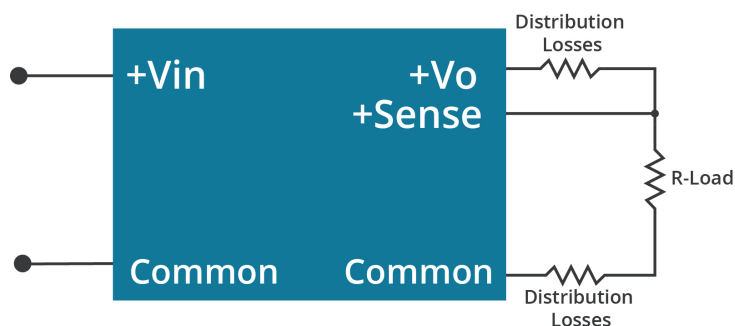 Distribution
Losses
+Vin
+Vo
+Sense
R-Load
Common
Common
Distribution
Losses